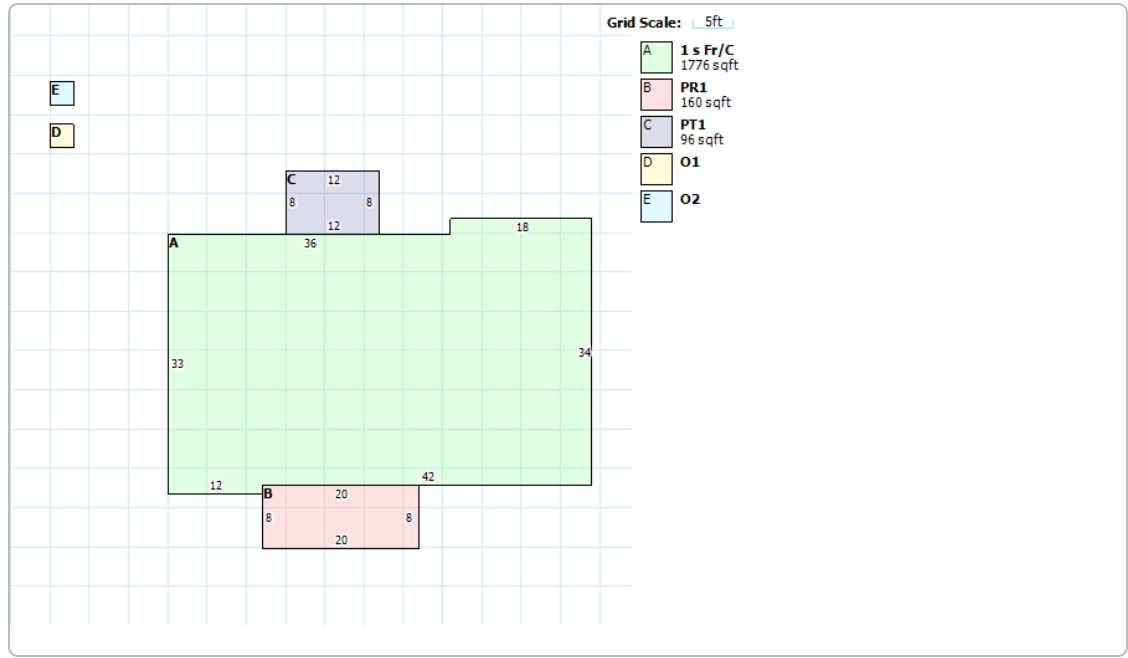 Grid Scale: 5ft
A 1 s Fr/C
1776 sqft
B PR1
160 sqft
C PT1
96 sqft
D O1
E O2
E
D
C 12
8 8
12
18
A 36
34
33
42
12
B 20
8 8
20